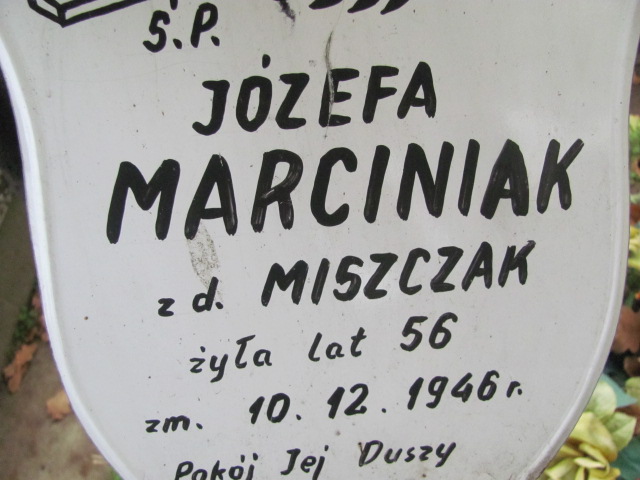 Ś.P.
JÓZEFA
MARCINIAK
z d. MISZCZAK
żyła lat 56
zm. 10. 12. 1946 r.
Pokój Jej Duszy